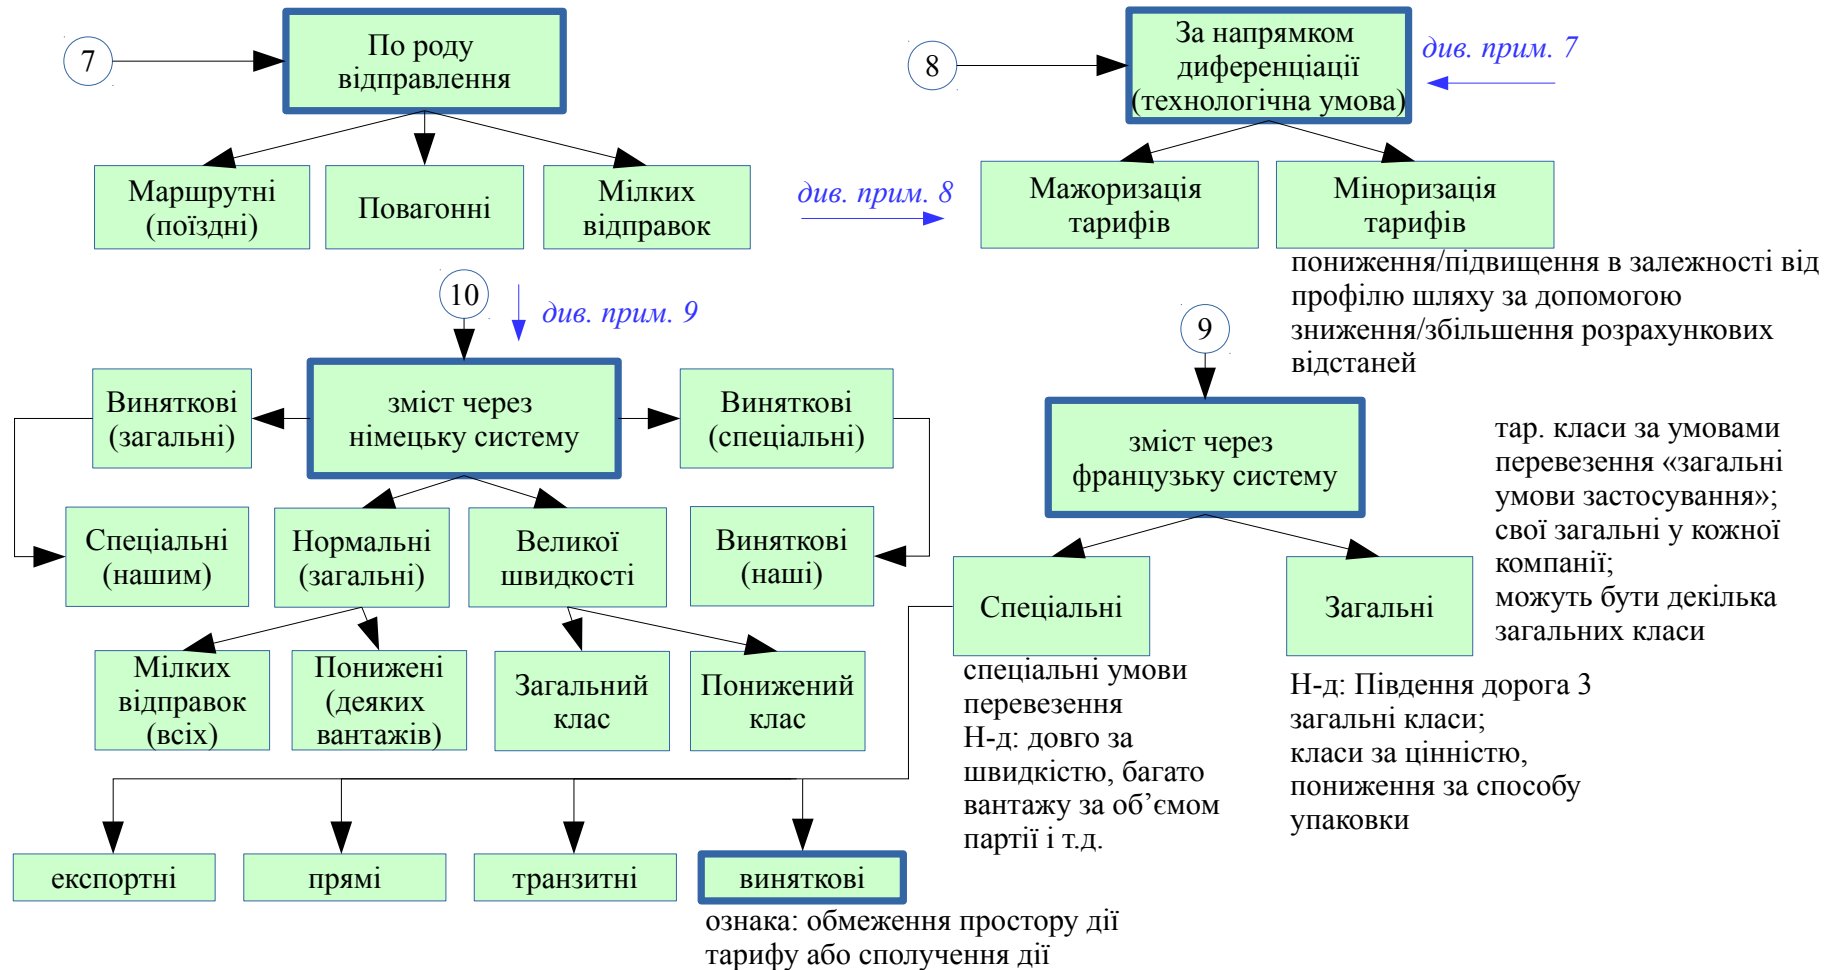 7
По роду
відправлення
Маршрутні
(поїздні)
Повагонні
Мілких
відправок
8
За напрямком
диференціації
(технологічна умова)
див. прим. 7
див. прим. 8
Мажоризація
тарифів
Міноризація
тарифів
пониження/підвищення в залежності від
профілю шляху за допомогою
зниження/збільшення розрахункових
відстаней
10
див. прим. 9
Виняткові
(загальні)
зміст через
німецьку систему
Виняткові
(спеціальні)
Спеціальні
(нашим)
Нормальні
(загальні)
Великої
швидкості
Виняткові
(наші)
Мілких
відправок
(всіх)
Понижені
(деяких
вантажів)
Загальний
клас
Понижений
клас
9
зміст через
французьку систему
тар. класи за умовами
перевезення «загальні
умови застосування»;
свої загальні у кожної
компанії;
можуть бути декілька
загальних класи
Спеціальні
Загальні
спеціальні умови
перевезення
Н-д: довго за
швидкістю, багато
вантажу за об’ємом
партії і т.д.
Н-д: Південня дорога 3
загальні класи;
класи за цінністю,
пониження за способу
упаковки
експортні
прямі
транзитні
виняткові
ознака: обмеження простору дії
тарифу або сполучення дії